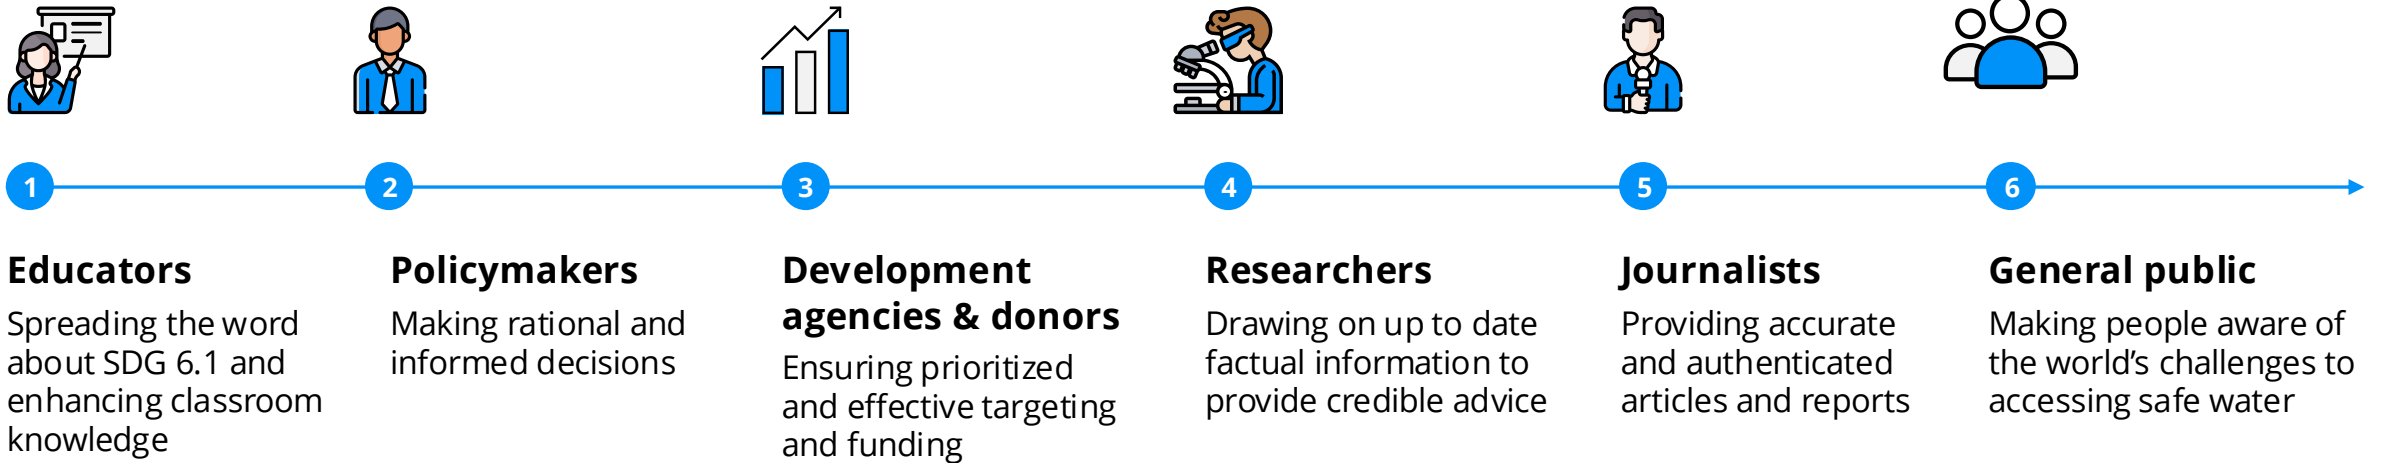 1
2
3
4
5
6
Educators
Spreading the word
about SDG 6.1 and
enhancing classroom
knowledge
Policymakers
Making rational and
informed decisions
Development
agencies & donors
Ensuring prioritized
and effective targeting
and funding
Researchers
Drawing on up to date
factual information to
provide credible advice
Journalists
Providing accurate
and authenticated
articles and reports
General public
Making people aware of
the world’s challenges to
accessing safe water